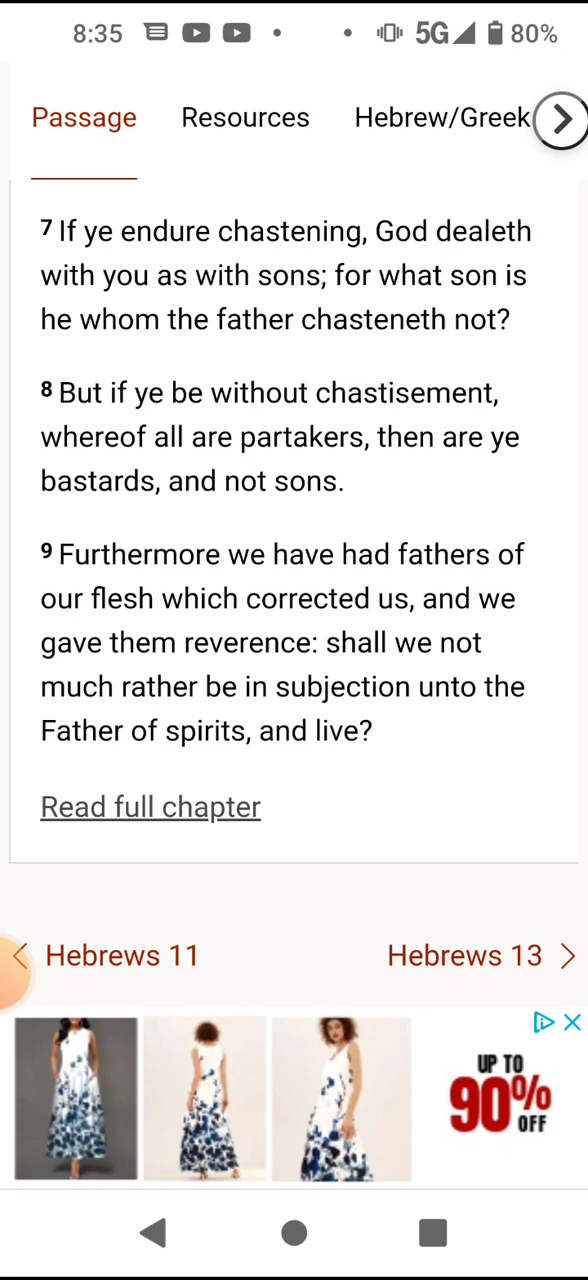 8:35 5G 80%
Passage Resources Hebrew/Greek
7 If ye endure chastening, God dealeth
with you as with sons; for what son is
he whom the father chasteneth not?
8 But if ye be without chastisement,
whereof all are partakers, then are ye
bastards, and not sons.
9 Furthermore we have had fathers of
our flesh which corrected us, and we
gave them reverence: shall we not
much rather be in subjection unto the
Father of spirits, and live?
Read full chapter
Hebrews 11 Hebrews 13
UP TO
90%
OFF